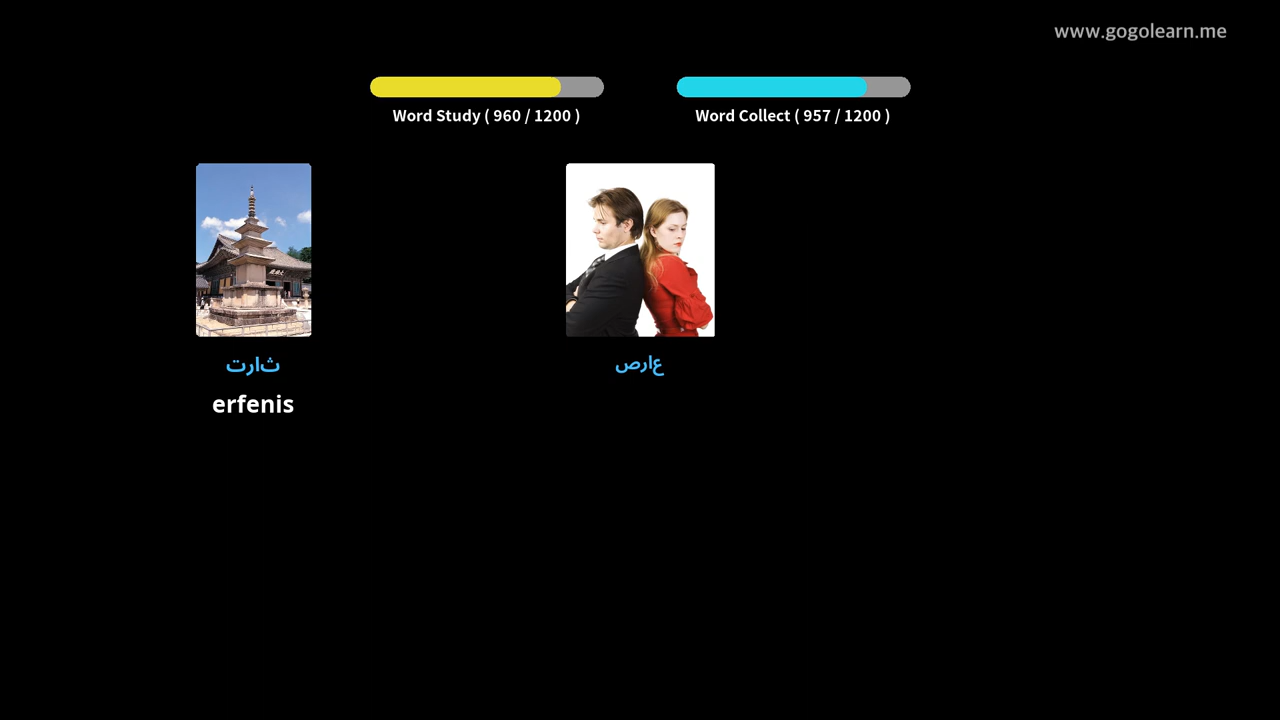 www.gogolearn.me
Word Study ( 960 / 1200 )
Word Collect ( 957 / 1200 )
ثارت
عارص
erfenis